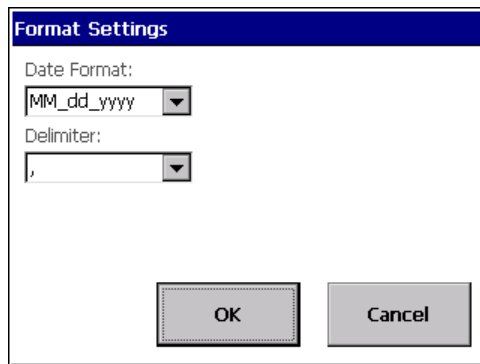 Format Settings
Date Format:
MM_dd_yyyy
Delimiter:
,
OK
Cancel